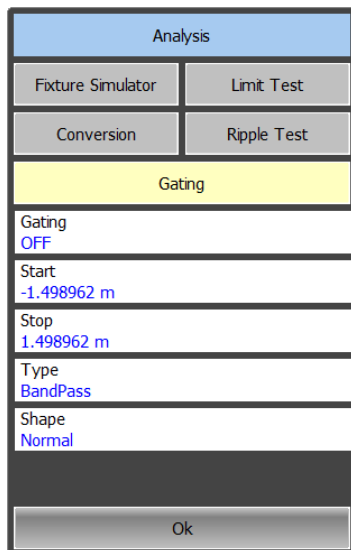 Analysis
Fixture Simulator
Limit Test
Conversion
Ripple Test
Gating
Gating
OFF
Start
-1.498962 m
Stop
1.498962 m
Type
BandPass
Shape
Normal
Ok